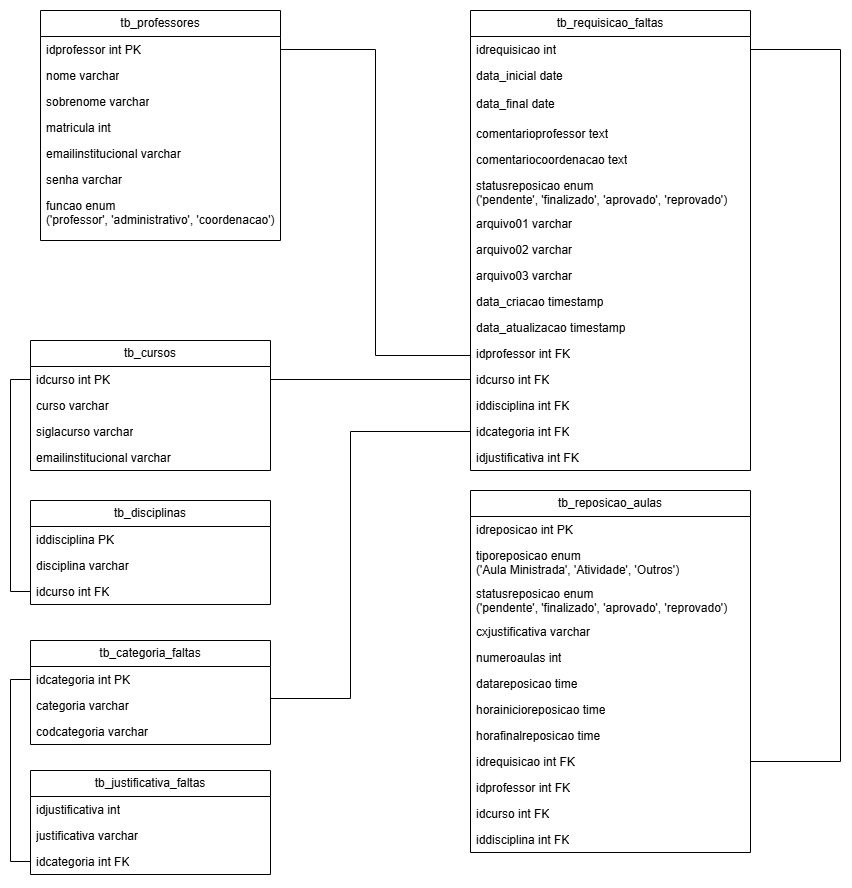 tb_professores
idprofessor int PK
nome varchar
sobrenome varchar
matricula int
emailinstitucional varchar
senha varchar
funcao enum
('professor', 'administrativo', 'coordenacao')
tb_requisicao_faltas
idrequisicao int
data_inicial date
data_final date
comentarioprofessor text
comentariocoordenacao text
statusreposicao enum
('pendente', 'finalizado', 'aprovado', 'reprovado')
arquivo01 varchar
arquivo02 varchar
arquivo03 varchar
data_criacao timestamp
data_atualizacao timestamp
idprofessor int FK
idcurso int FK
iddisciplina int FK
idcategoria int FK
idjustificativa int FK
tb_cursos
idcurso int PK
curso varchar
siglacurso varchar
emailinstitucional varchar
tb_disciplinas
iddisciplina PK
disciplina varchar
idcurso int FK
tb_categoria_faltas
idcategoria int PK
categoria varchar
codcategoria varchar
tb_justificativa_faltas
idjustificativa int
justificativa varchar
idcategoria int FK
tb_reposicao_aulas
idreposicao int PK
tiporeposicao enum
('Aula Ministrada', 'Atividade', 'Outros')
statusreposicao enum
('pendente', 'finalizado', 'aprovado', 'reprovado')
cxjustificativa varchar
numeroaulas int
datareposicao time
horainicioreposicao time
horafinalreposicao time
idrequisicao int FK
idprofessor int FK
idcurso int FK
iddisciplina int FK